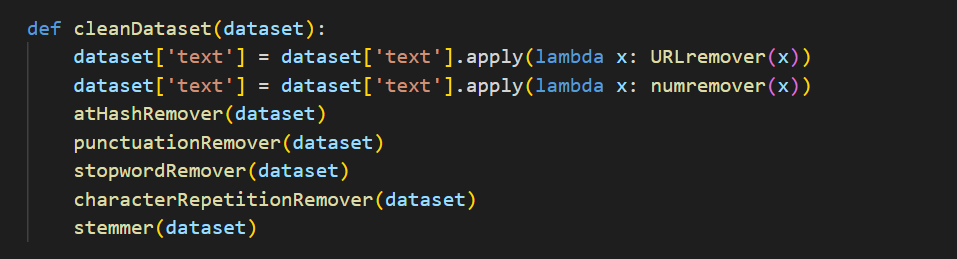 def cleanDataset(dataset):
    dataset['text'] = dataset['text'].apply(lambda x: URLremover(x))
    dataset['text'] = dataset['text'].apply(lambda x: numremover(x))
    atHashRemover(dataset)
    punctuationRemover(dataset)
    stopwordRemover(dataset)
    characterRepetitionRemover(dataset)
    stemmer(dataset)